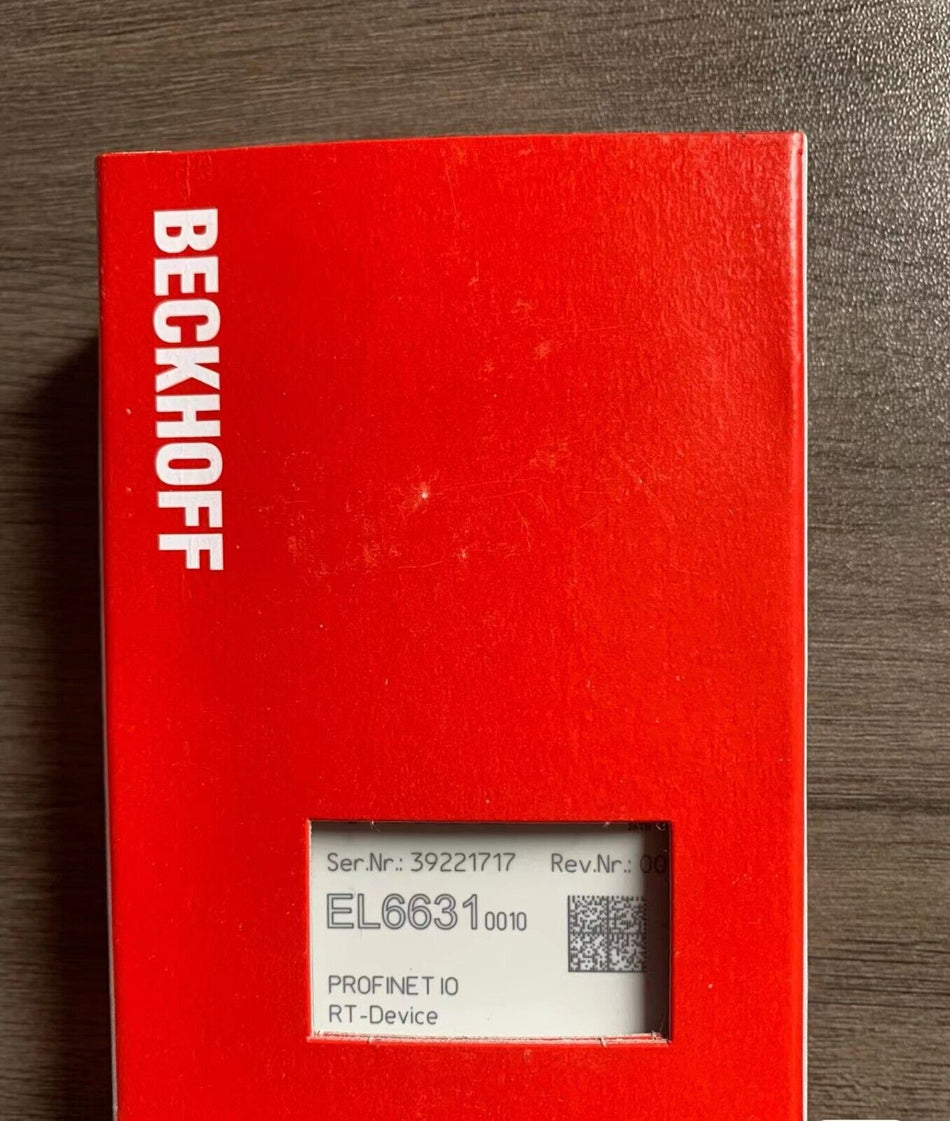 BECKHOFF
Ser.Nr.: 39221717 Rev.Nr.: 00
EL6631 0010
PROFINET IO
RT-Device